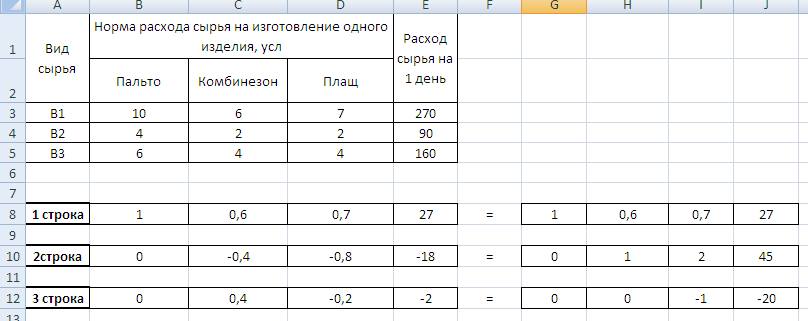 A B C D E F G H I J
1 Вид сырья Норма расхода сырья на изготовление одного изделия, усл Расход сырья на 1 день
2 Пальто Комбинезон Плащ
3 В1 10 6 7 270
4 В2 4 2 2 90
5 В3 6 4 4 160
6
7
8 1 строка 1 0,6 0,7 27 = 1 0,6 0,7 27
9
10 2строка 0 -0,4 -0,8 -18 = 0 1 2 45
11
12 3 строка 0 0,4 -0,2 -2 = 0 0 -1 -20
13